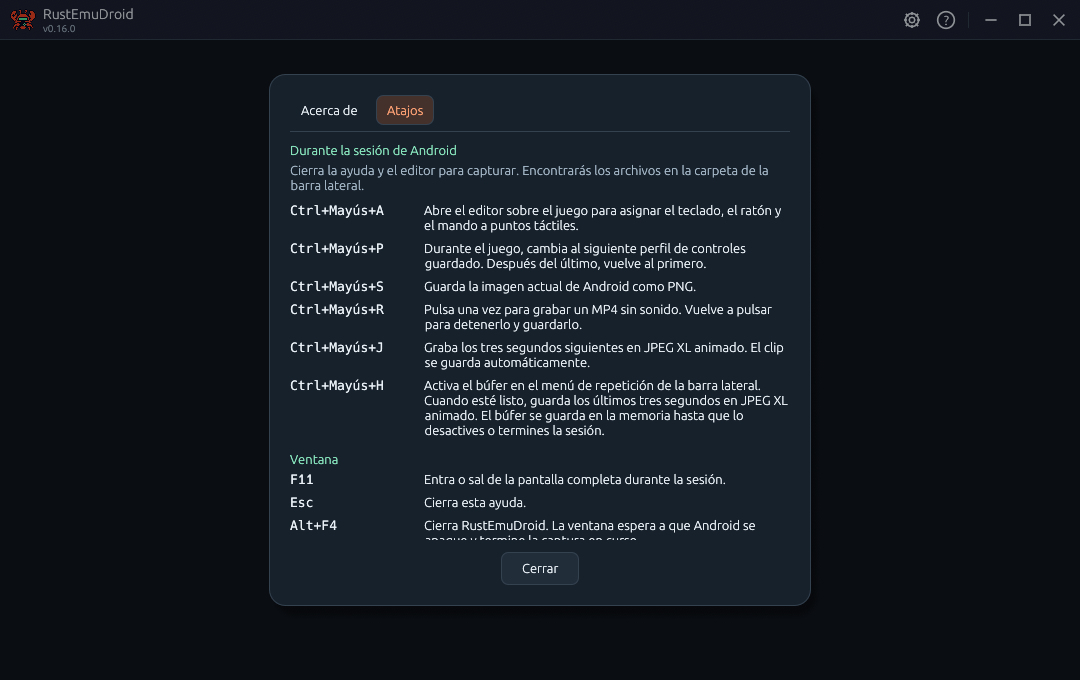 RustEmuDroid
v0.16.0
Acerca de
Atajos
Durante la sesión de Android
Cierra la ayuda y el editor para capturar. Encontrarás los archivos en la carpeta de la
barra lateral.
Ctrl+Mayús+A
Abre el editor sobre el juego para asignar el teclado, el ratón y
el mando a puntos táctiles.
Ctrl+Mayús+P
Durante el juego, cambia al siguiente perfil de controles
guardado. Después del último, vuelve al primero.
Ctrl+Mayús+S
Guarda la imagen actual de Android como PNG.
Ctrl+Mayús+R
Pulsa una vez para grabar un MP4 sin sonido. Vuelve a pulsar
para detenerlo y guardarlo.
Ctrl+Mayús+J
Graba los tres segundos siguientes en JPEG XL animado. El clip
se guarda automáticamente.
Ctrl+Mayús+H
Activa el búfer en el menú de repetición de la barra lateral.
Cuando esté listo, guarda los últimos tres segundos en JPEG XL
animado. El búfer se guarda en la memoria hasta que lo
desactives o termines la sesión.
Ventana
F11
Entra o sal de la pantalla completa durante la sesión.
Esc
Cierra esta ayuda.
Alt+F4
Cierra RustEmuDroid. La ventana espera a que Android se
apague y termine la captura en curso.
Cerrar